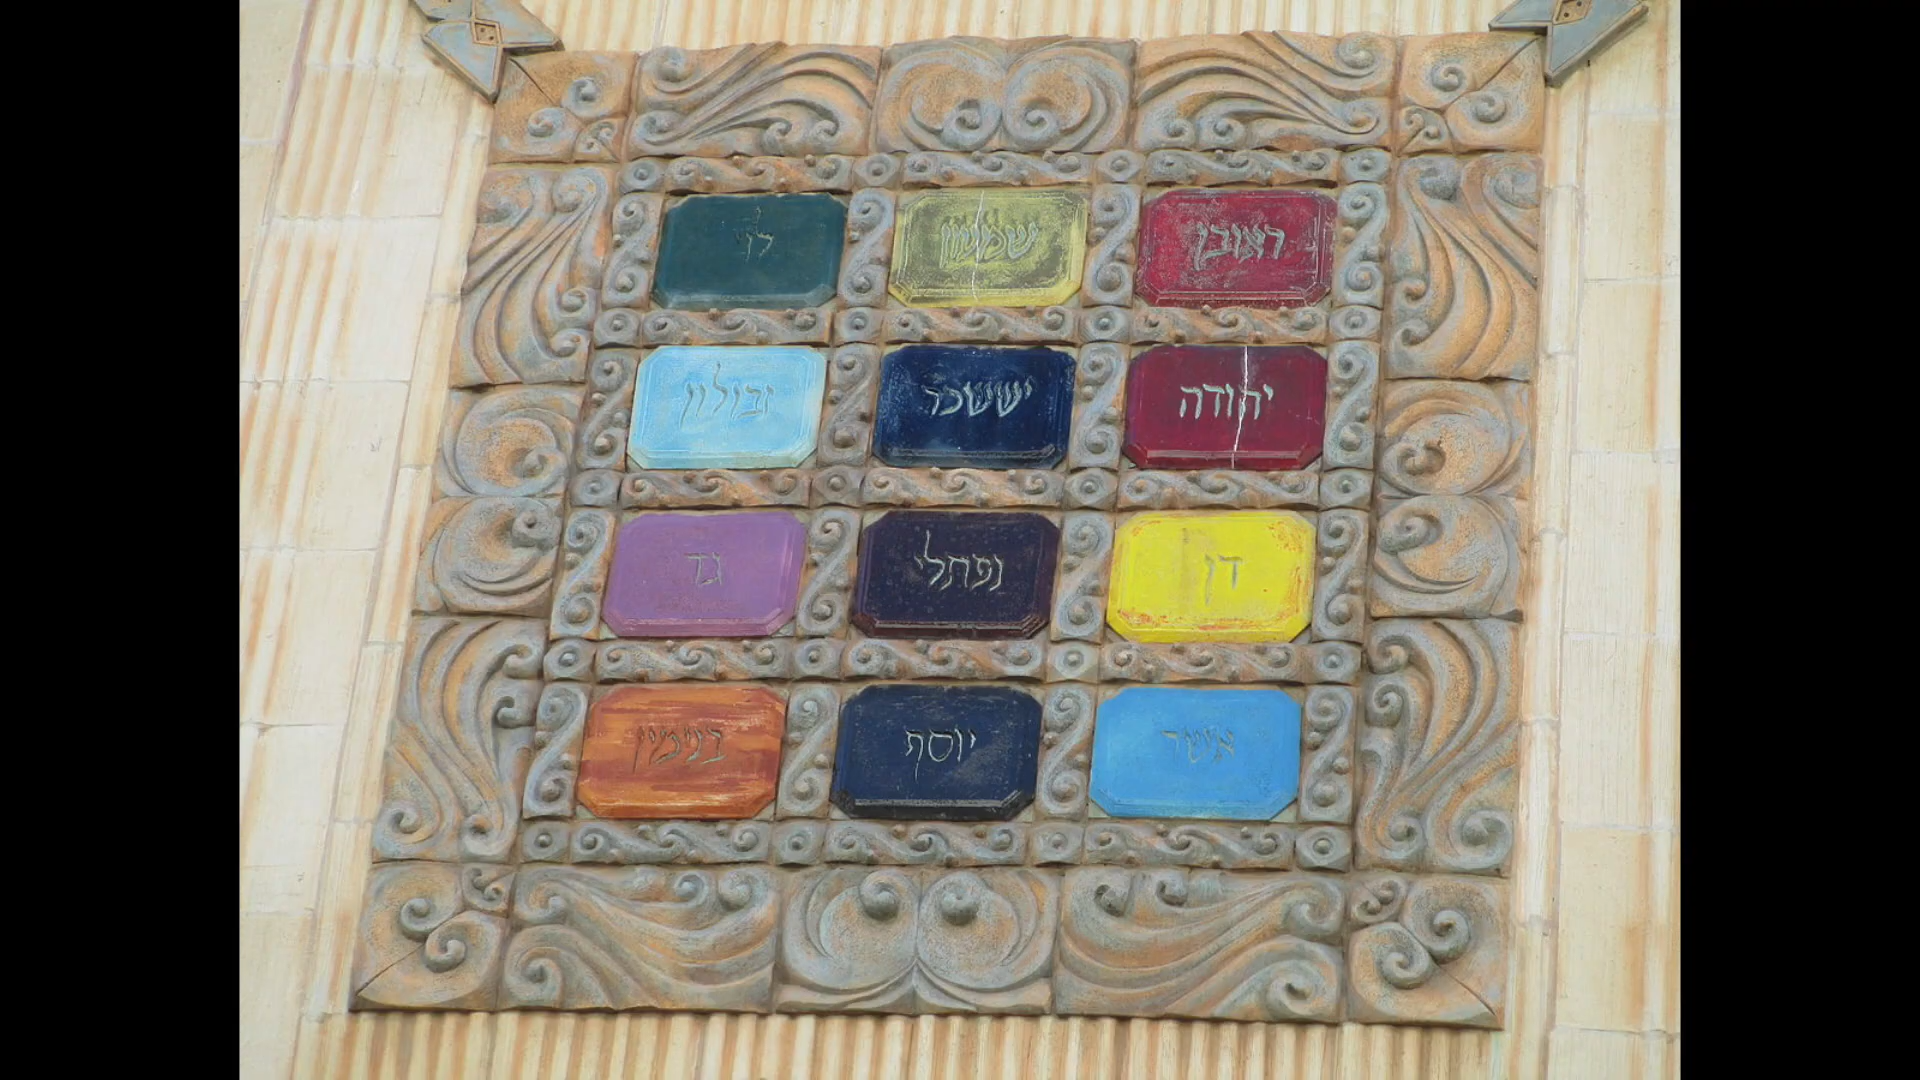 ראובן
שמעון
לוי
יהודה
יששכר
זבולון
דן
נפתלי
גד
אשר
יוסף
בנימין